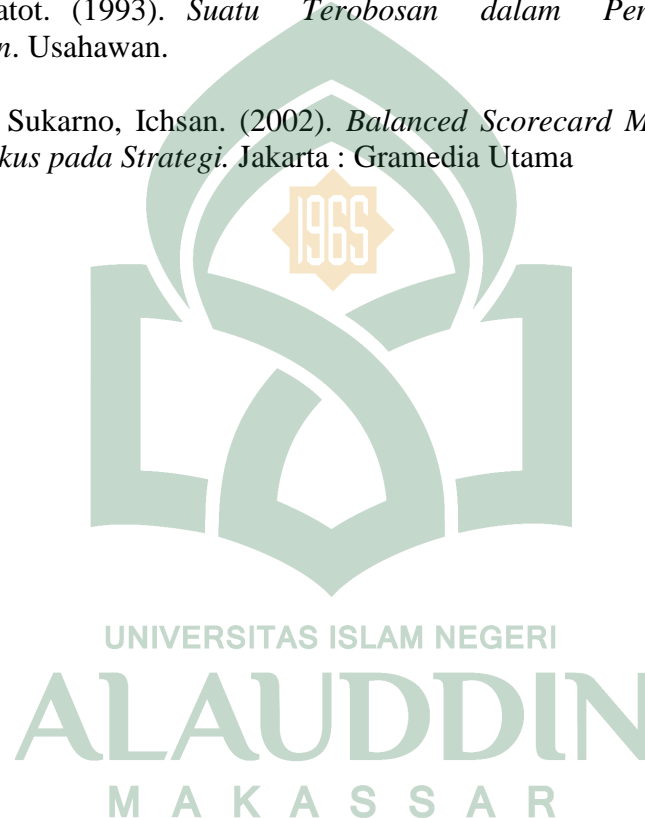 atot. (1993). Suatu Terobosan dalam Per
n. Usahawan.
Sukarno, Ichsan. (2002). Balanced Scorecard M
kus pada Strategi. Jakarta : Gramedia Utama
1965
UNIVERSITAS ISLAM NEGERI
ALAUDDIN
MAKASSAR